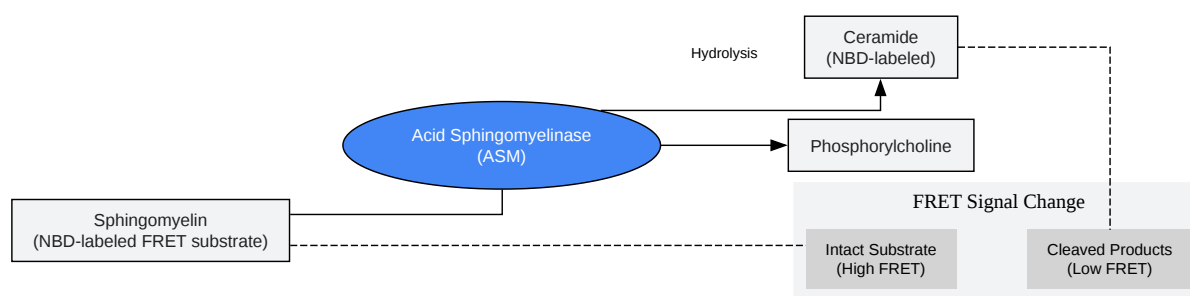 Ceramide
(NBD-labeled)
Hydrolysis
Acid Sphingomyelinase
(ASM)
Phosphorylcholine
Sphingomyelin
(NBD-labeled FRET substrate)
FRET Signal Change
Intact Substrate
(High FRET)
Cleaved Products
(Low FRET)